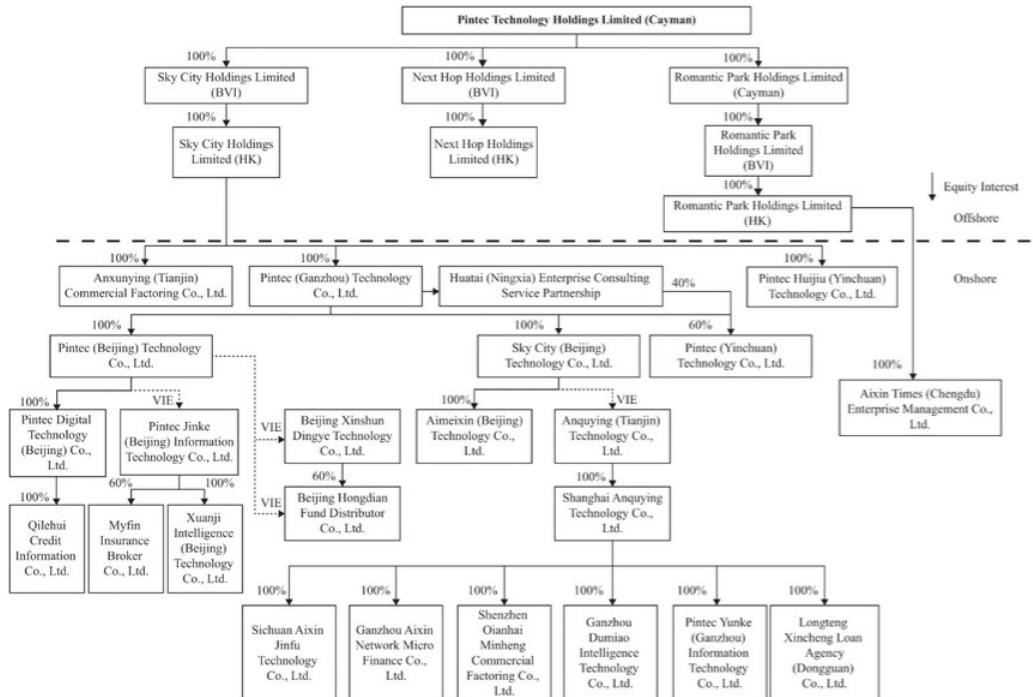 Pintec Technology Holdings Limited (Cayman)
100%
100%
100%
Sky City Holdings Limited
(BVI)
Next Hop Holdings Limited
(BVI)
Romantic Park Holdings Limited
(Cayman)
100%
100%
100%
Sky City Holdings
Limited (HK)
Next Hop Holdings
Limited (HK)
Romantic Park
Holdings Limited
(BVI)
100%
Equity Interest
Romantic Park Holdings Limited
(HK)
Offshore
100%
100%
100%
Onshore
Anxunying (Tianjin)
Commercial Factoring Co., Ltd.
Pintec (Ganzhou) Technology
Co., Ltd.
Huatai (Ningxia) Enterprise Consulting
Service Partnership
40%
Pintec Huijiu (Yinchuan)
Technology Co., Ltd.
100%
100%
60%
Pintec (Beijing) Technology
Co., Ltd.
Sky City (Beijing)
Technology Co., Ltd.
Pintec (Yinchuan)
Technology Co., Ltd.
100%
Aixin Times (Chengdu)
Enterprise Management Co.,
Ltd.
100%
VIE
VIE
Pintec Digital
Technology
(Beijing) Co.,
Ltd.
Pintec Jinke
(Beijing) Information
Technology Co., Ltd.
VIE
Beijing Xinshun
Dingye Technology
Co., Ltd.
Aimeixin (Beijing)
Technology Co.,
Ltd.
Anquying (Tianjin)
Technology Co.,
Ltd.
100%
60%
100%
60%
100%
Qilehui
Credit
Information
Co., Ltd.
Myfin
Insurance
Broker
Co., Ltd.
Xuanji
Intelligence
(Beijing)
Technology
Co., Ltd.
VIE
Beijing Hongdian
Fund Distributor
Co., Ltd.
Shanghai Anquying
Technology Co.,
Ltd.
100%
100%
100%
100%
100%
100%
Sichuan Aixin
Jinfu
Technology
Co., Ltd.
Ganzhou Aixin
Network Micro
Finance Co.,
Ltd.
Shenzhen
Oianhai
Minheng
Commercial
Factoring Co.,
Ltd.
Ganzhou
Dumiao
Intelligence
Technology
Co., Ltd.
Pintec Yunke
(Ganzhou)
Information
Technology
Co., Ltd.
Longteng
Xincheng Loan
Agency
(Dongguan)
Co., Ltd.